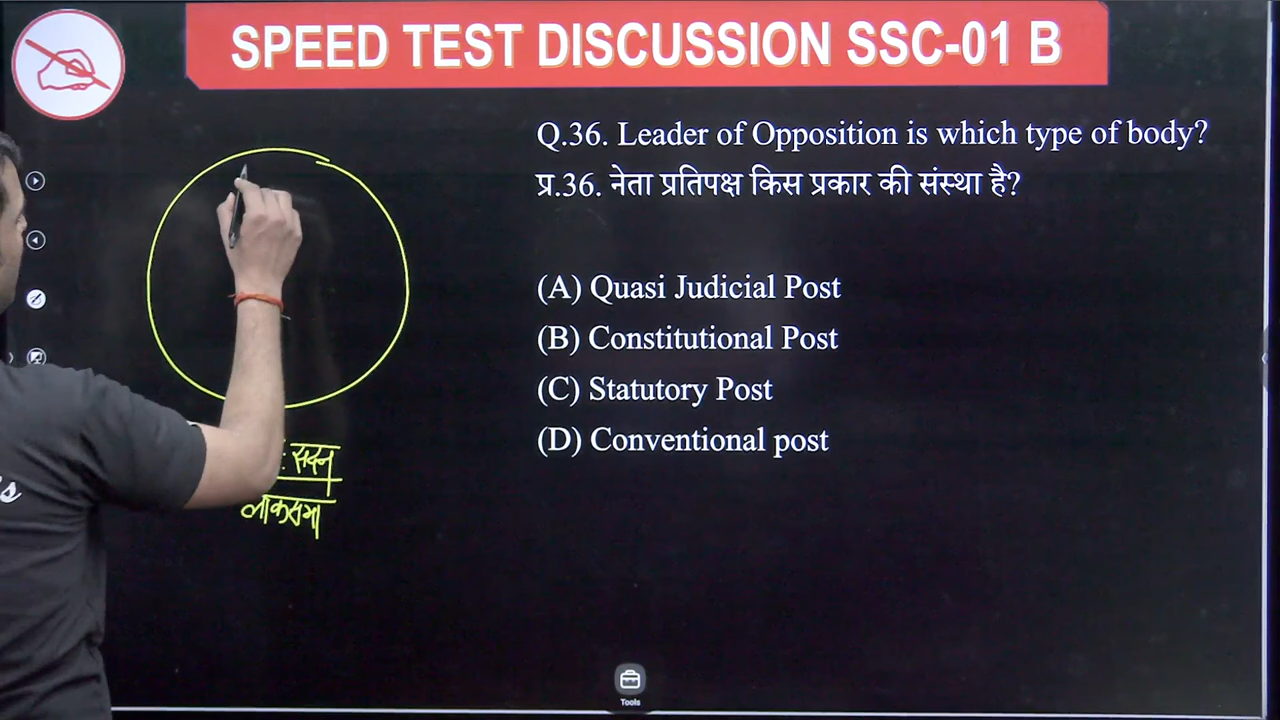 SPEED TEST DISCUSSION SSC-01 B
Q.36. Leader of Opposition is which type of body?
प्र.36. नेता प्रतिपक्ष किस प्रकार की संस्था है?
(A) Quasi Judicial Post
(B) Constitutional Post
(C) Statutory Post
(D) Conventional post
सदन
लोकसभा
Tools